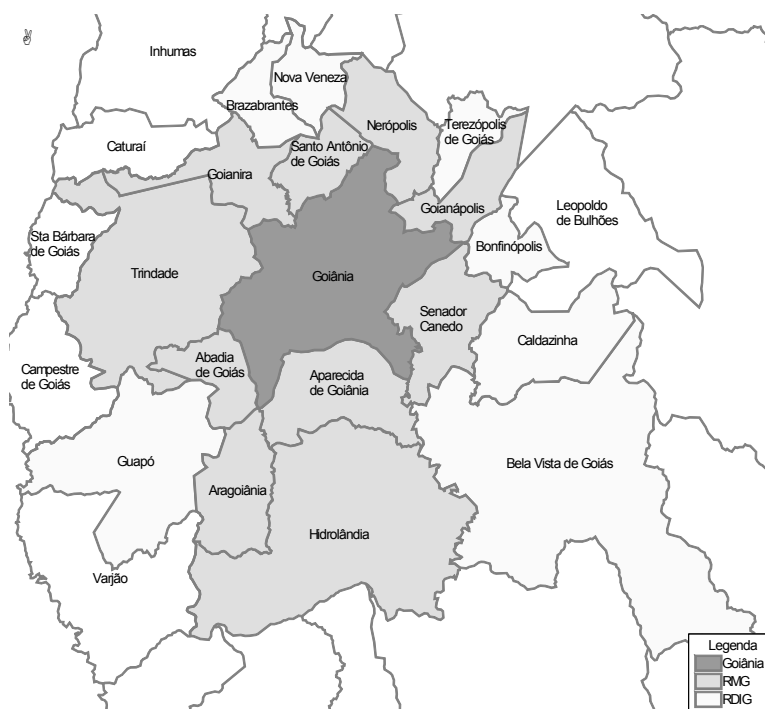 Inhumas
Nova Veneza
Brazabrantes
Nerópolis
Terezópolis
de Goiás
Caturaí
Santo Antônio
de Goiás
Goianira
Goianápolis
Leopoldo
de Bulhões
Sta Bárbara
de Goiás
Bonfinópolis
Trindade
Goiânia
Senador
Canedo
Caldazinha
Campestre
de Goiás
Abadia
de Goiás
Aparecida
de Goiânia
Guapó
Bela Vista de Goiás
Aragoiânia
Hidrolândia
Varjão
Legenda
Goiânia
RMG
RDIG